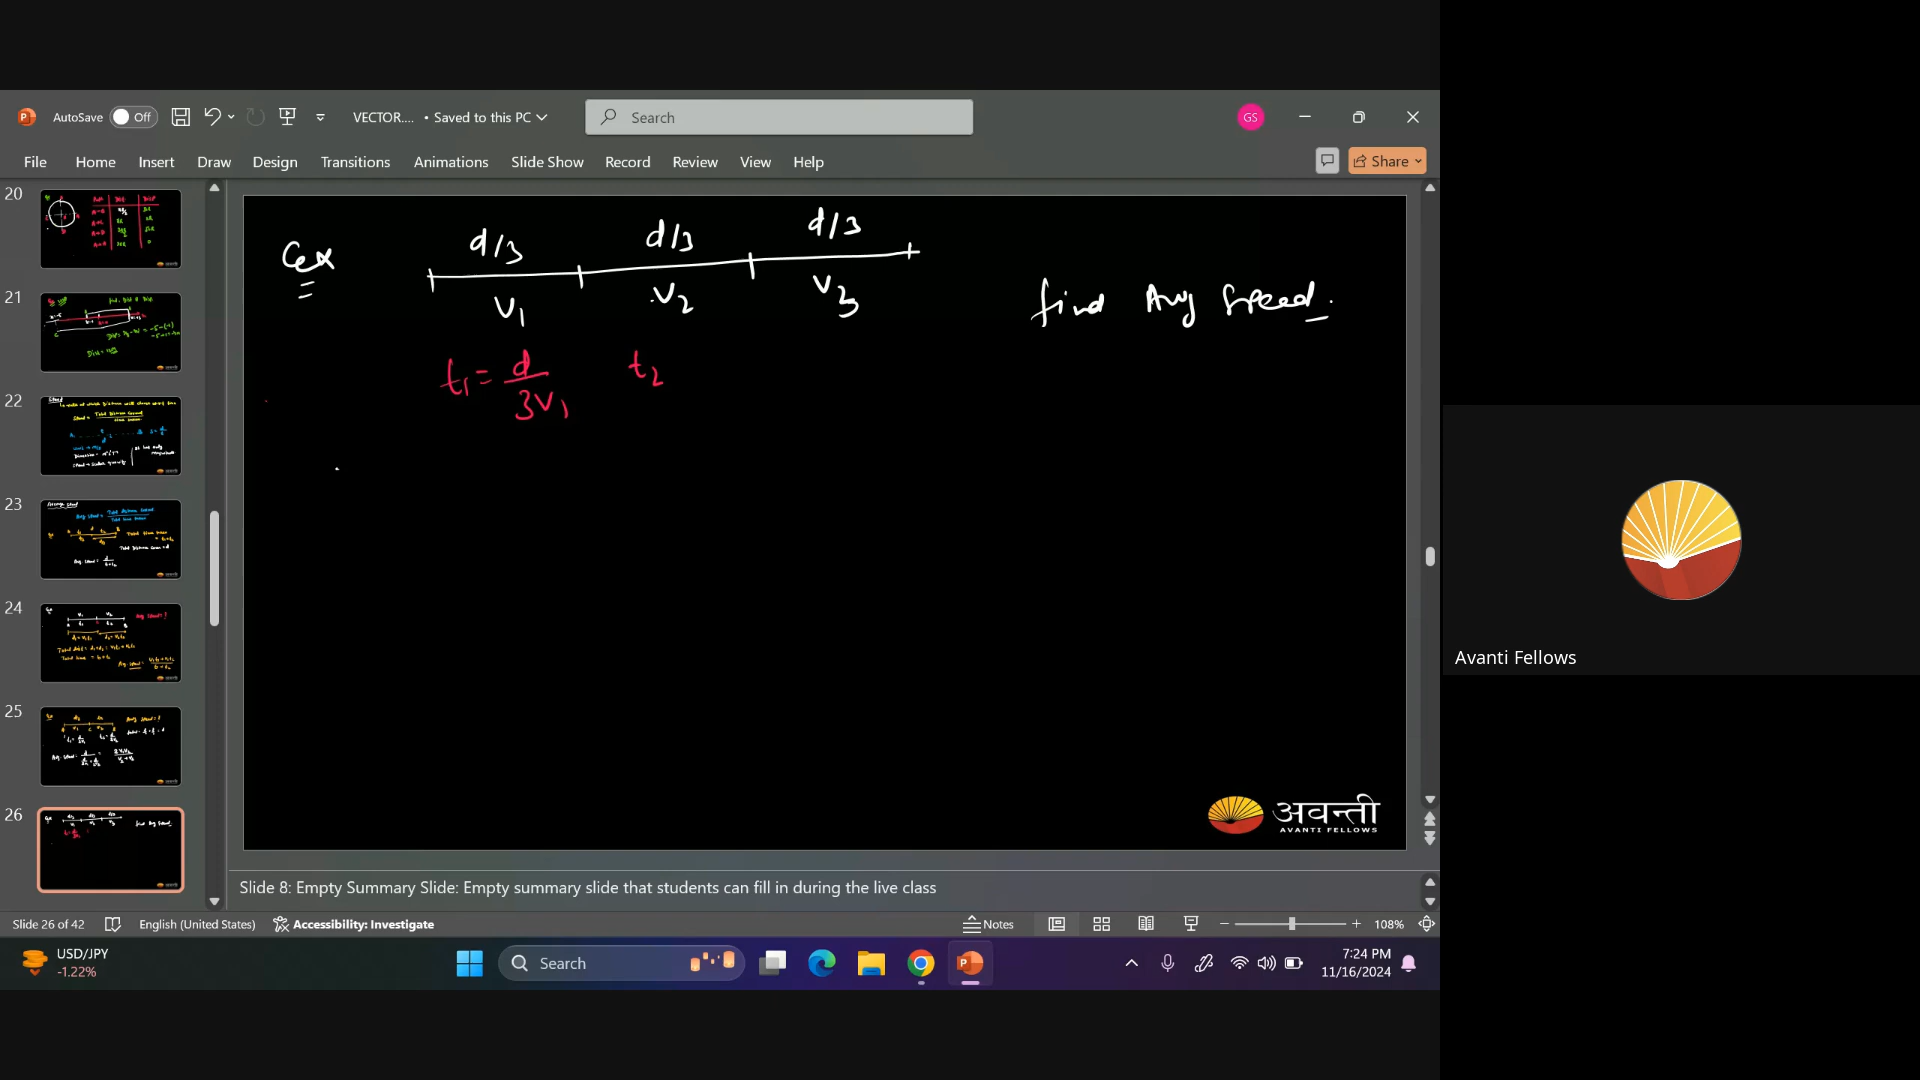 AutoSave Off VECTOR.... • Saved to this PC Search GS
File Home Insert Draw Design Transitions Animations Slide Show Record Review View Help Share
20
21
22
23
24
25
26
Ex
d/3 d/3 d/3
V1 V2 V3
find Avg Speed.
t1 = d/3V1 t2
अवन्ती
AVANTI FELLOWS
Avanti Fellows
Slide 8: Empty Summary Slide: Empty summary slide that students can fill in during the live class
Slide 26 of 42 English (United States) Accessibility: Investigate Notes 108%
USD/JPY
-1.22%
Search
7:24 PM
11/16/2024